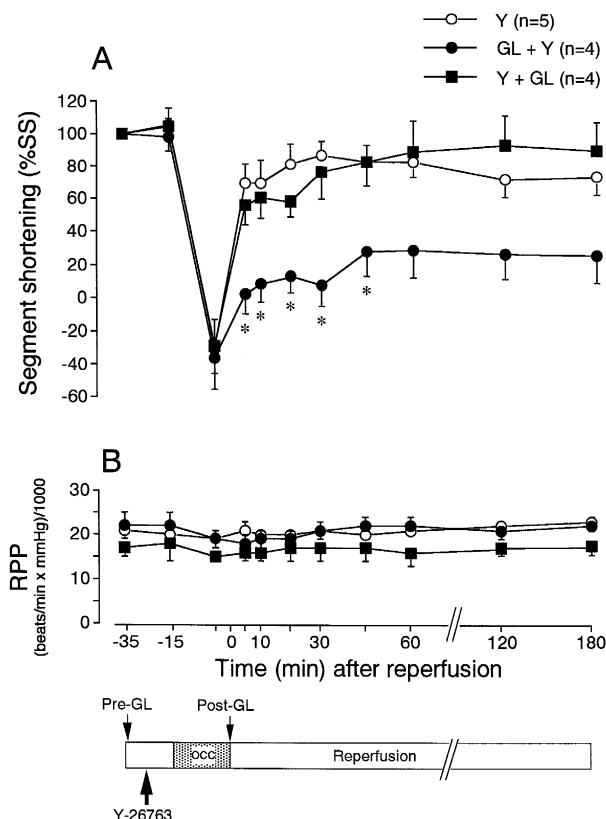 Y (n=5)
GL + Y (n=4)
Y + GL (n=4)
A
Segment shortening (%SS)
120
100
80
60
40
20
0
-20
-40
-60
*
*
*
*
*
B
RPP
(beats/min x mmHg)/1000
30
20
10
0
-35 -15 0 10 30 60 120 180
Time (min) after reperfusion
Pre-GL Post-GL
occ Reperfusion
Y-26763